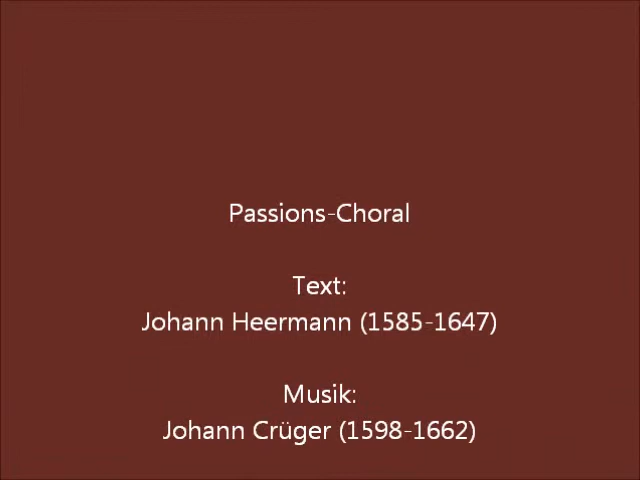 Passions-Choral
Text:
Johann Heermann (1585-1647)
Musik:
Johann Crüger (1598-1662)